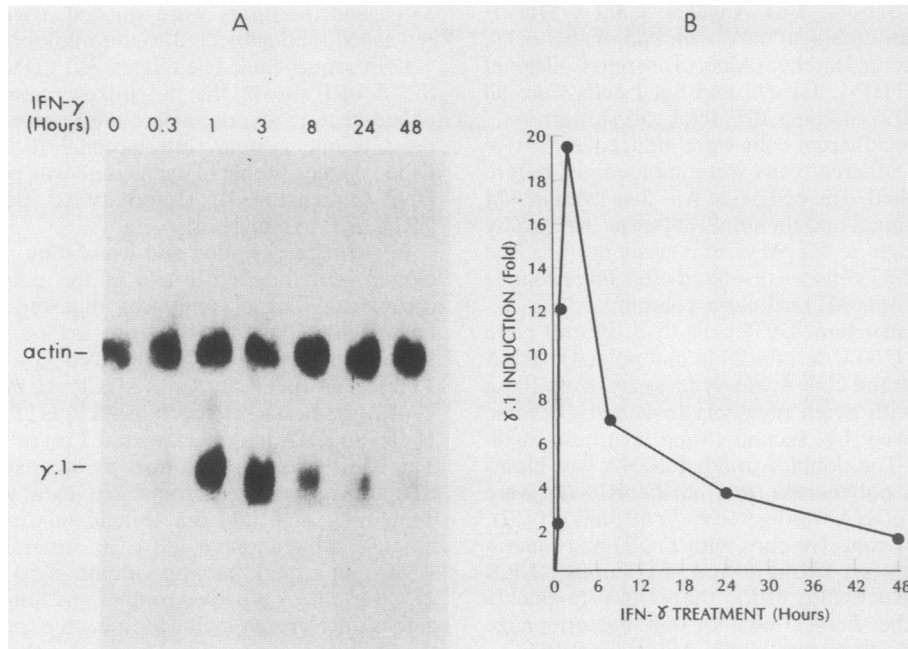 A
IFN-γ
(Hours)
0 0.3 1 3 8 24 48
actin-
γ.1
B
γ.1 INDUCTION (Fold)
20
18
16
14
12
10
8
6
4
2
0 6 12 18 24 30 36 42 48
IFN-γ TREATMENT (Hours)